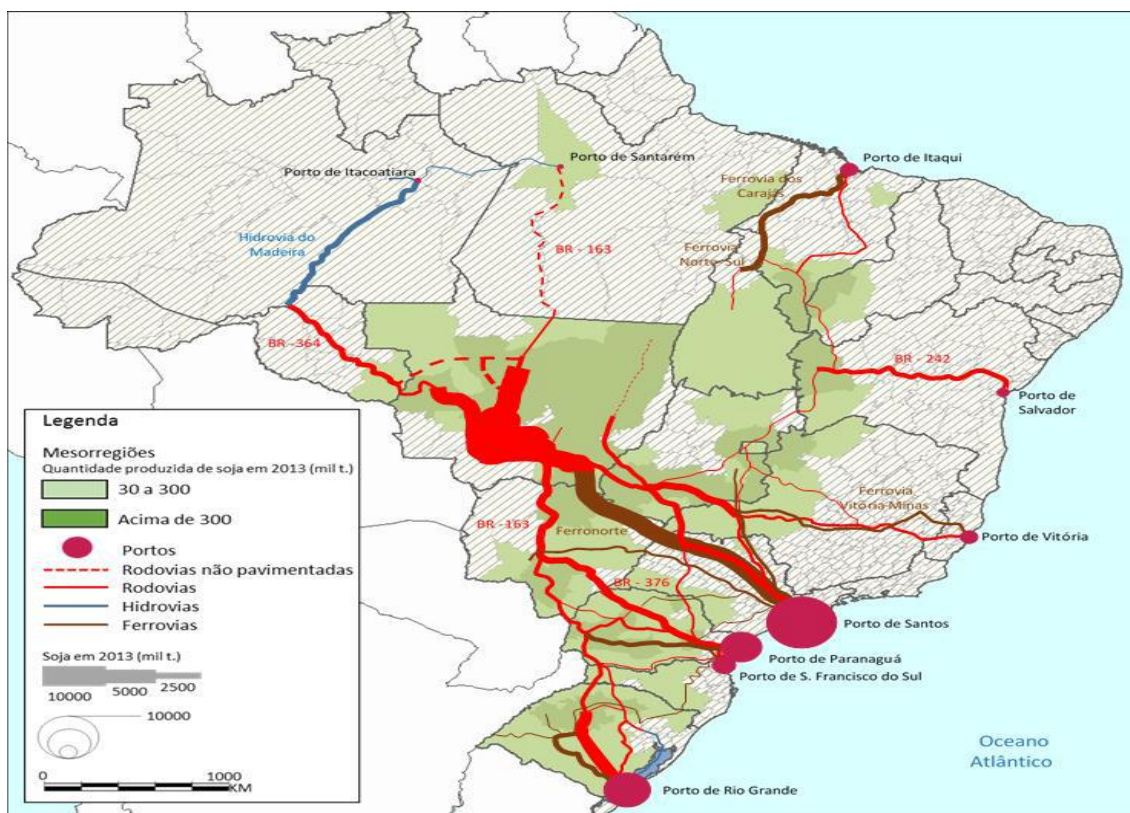 Porto de Santarém
Porto de Itaqui
Porto de Itacoatiara
Ferrovia dos
Carajás
Hidrovia do
Madeira
BR - 163
Ferrovia
Norte-Sul
BR -364
BR - 242
Porto de
Salvador
Legenda
Mesorregiões
Quantidade produzida de soja em 2013 (mil t.)
30 a 300
Acima de 300
Portos
Rodovias não pavimentadas
Rodovias
Hidrovias
Ferrovias
Soja em 2013 (mil t.)
10000
5000
2500
10000
0
1000
KM
Ferrovia
Vitória-Minas
BR - 163
Ferronorte
Porto de Vitória
BR - 376
Porto de Santos
Porto de Paranaguá
Porto de S. Francisco do Sul
Oceano
Atlântico
Porto de Rio Grande